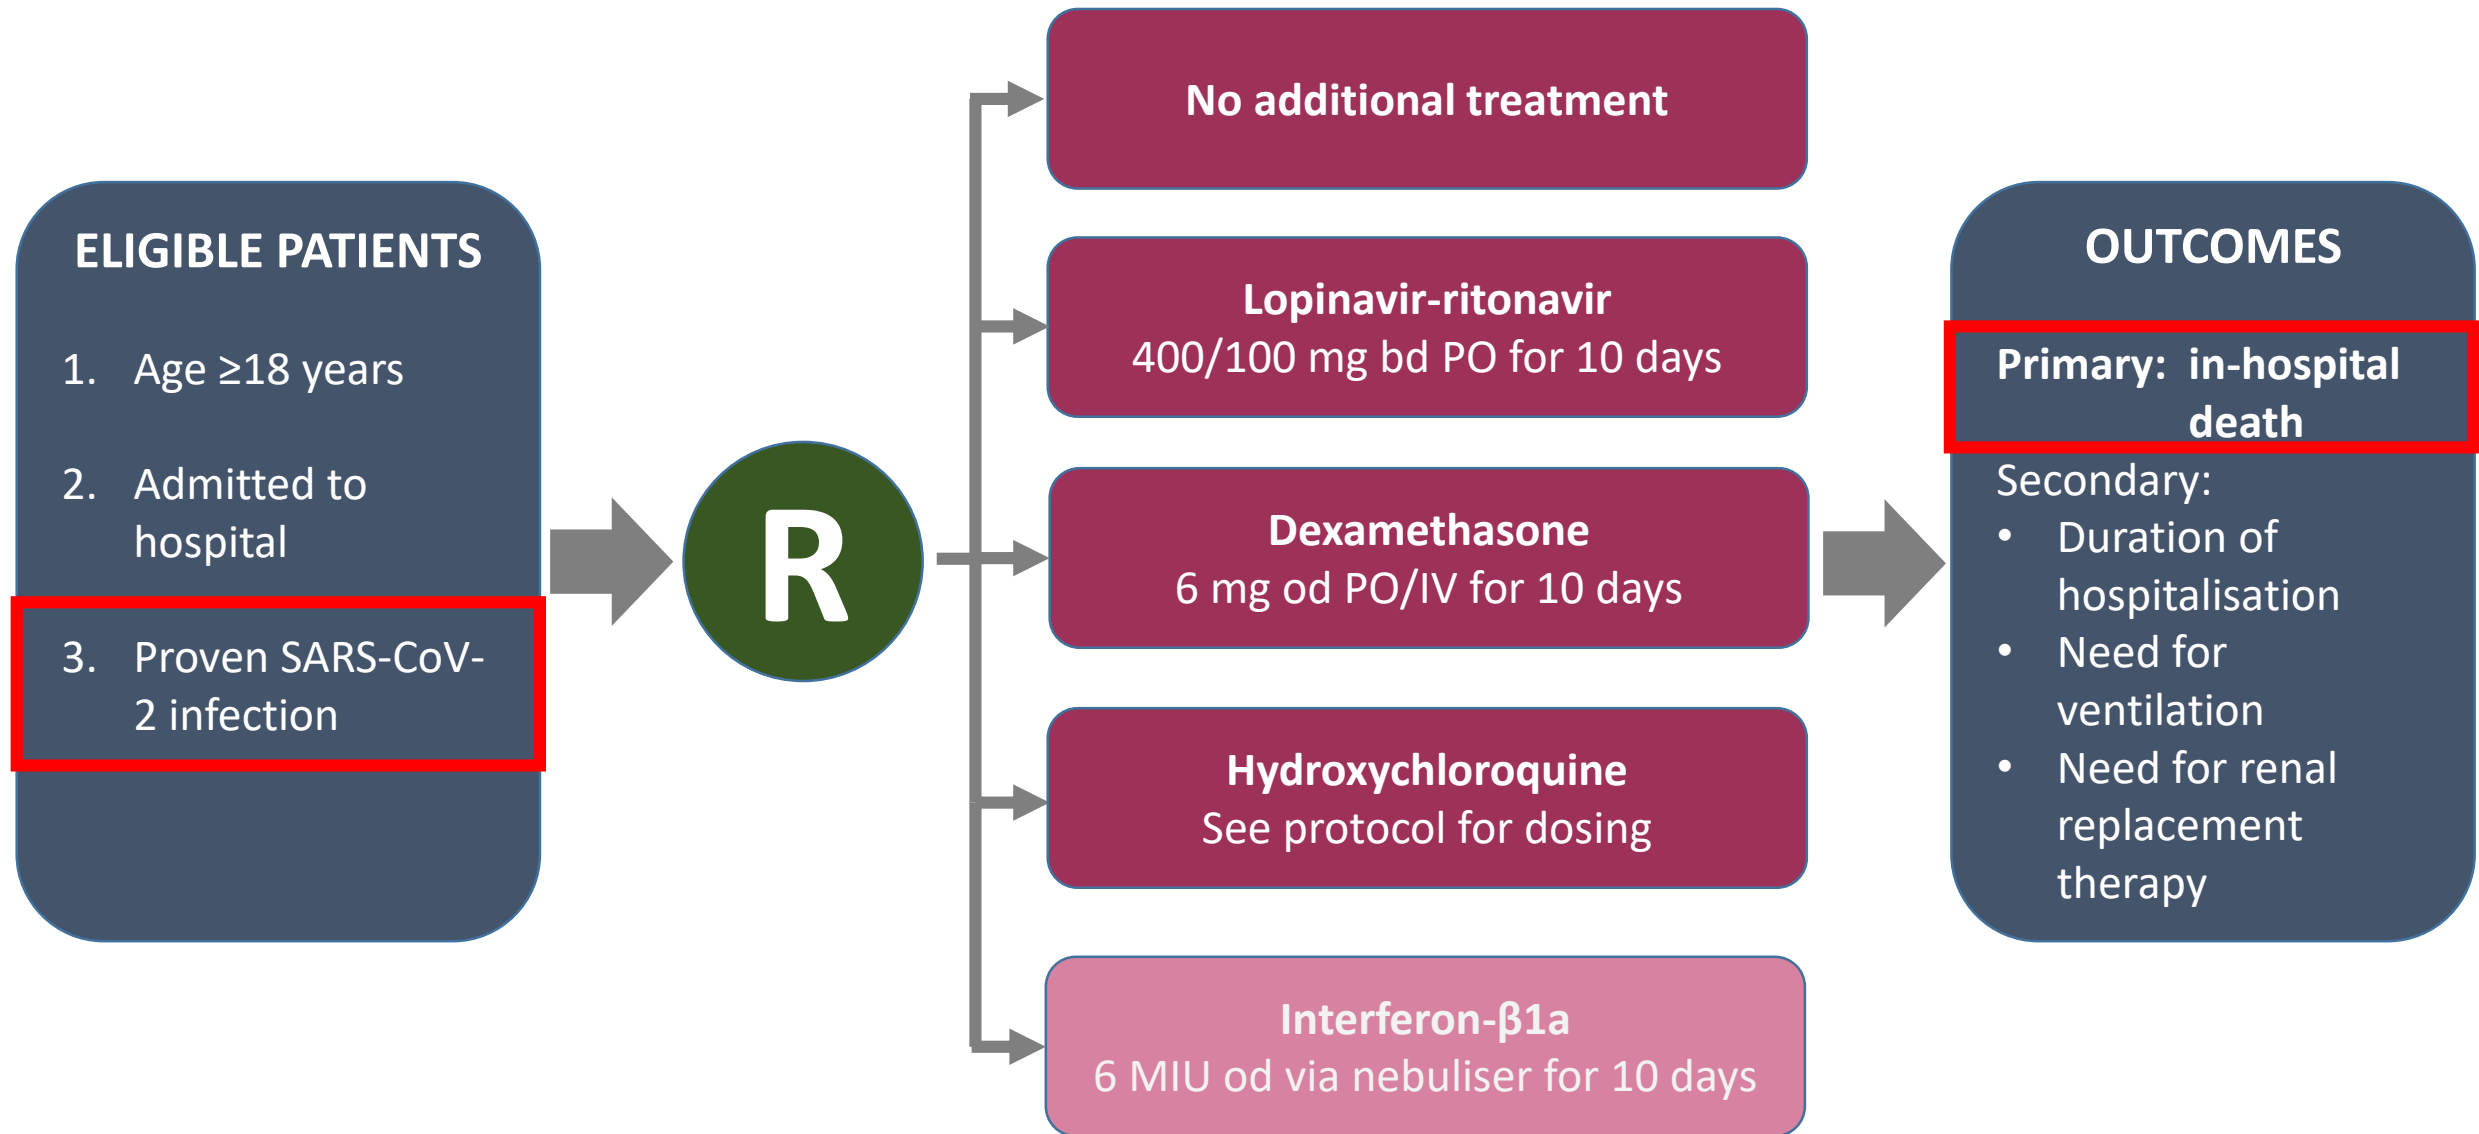 ELIGIBLE PATIENTS
1. Age ≥18 years
2. Admitted to
hospital
3. Proven SARS-CoV-
2 infection
R
No additional treatment
Lopinavir-ritonavir
400/100 mg bd PO for 10 days
Dexamethasone
6 mg od PO/IV for 10 days
Hydroxychloroquine
See protocol for dosing
Interferon-β1a
6 MIU od via nebuliser for 10 days
OUTCOMES
Primary: in-hospital
death
Secondary:
• Duration of
hospitalisation
• Need for
ventilation
• Need for renal
replacement
therapy